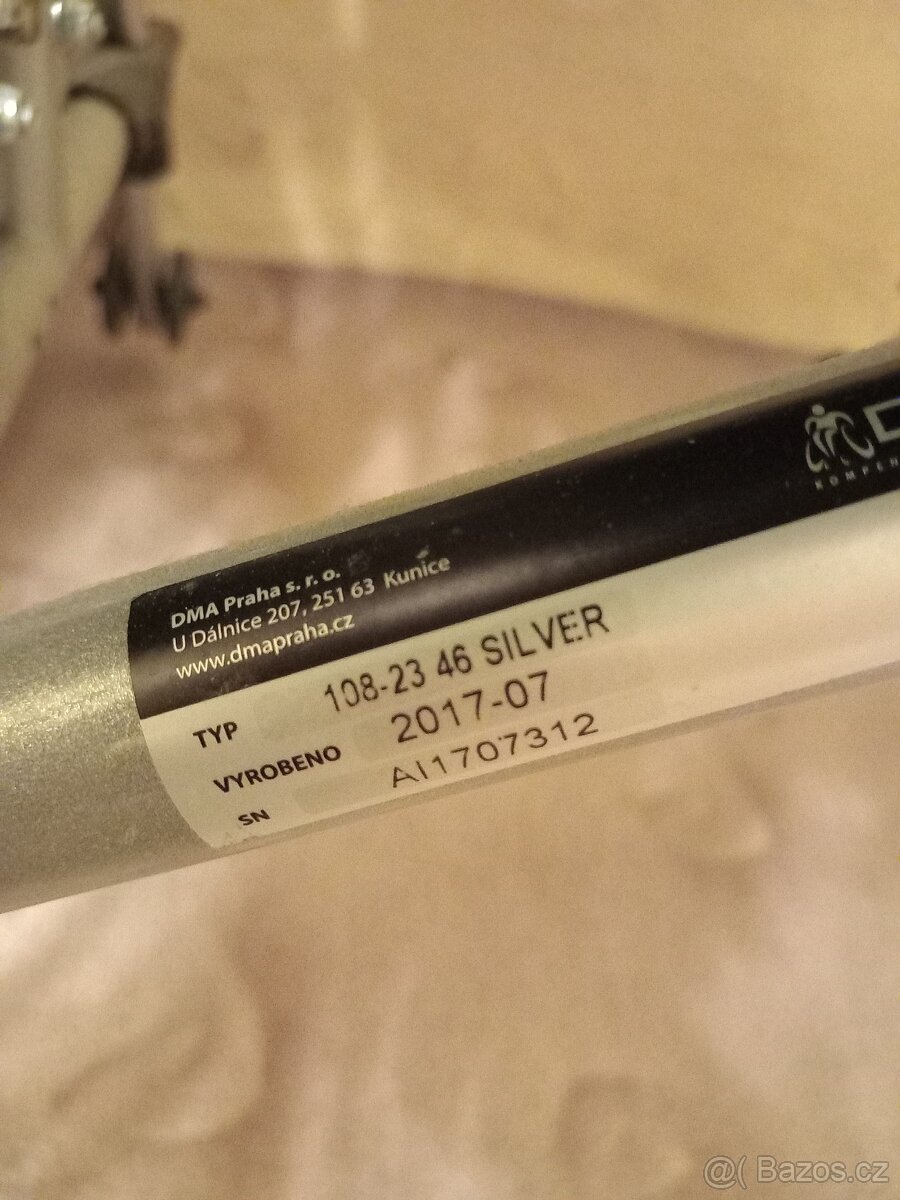 DMA Praha s. r. o.
U Dálnice 207, 251 63 Kunice
www.dmapraha.cz
TYP 108-23 46 SILVER
VYROBENO 2017-07
SN AI1707312
@( Bazos.cz